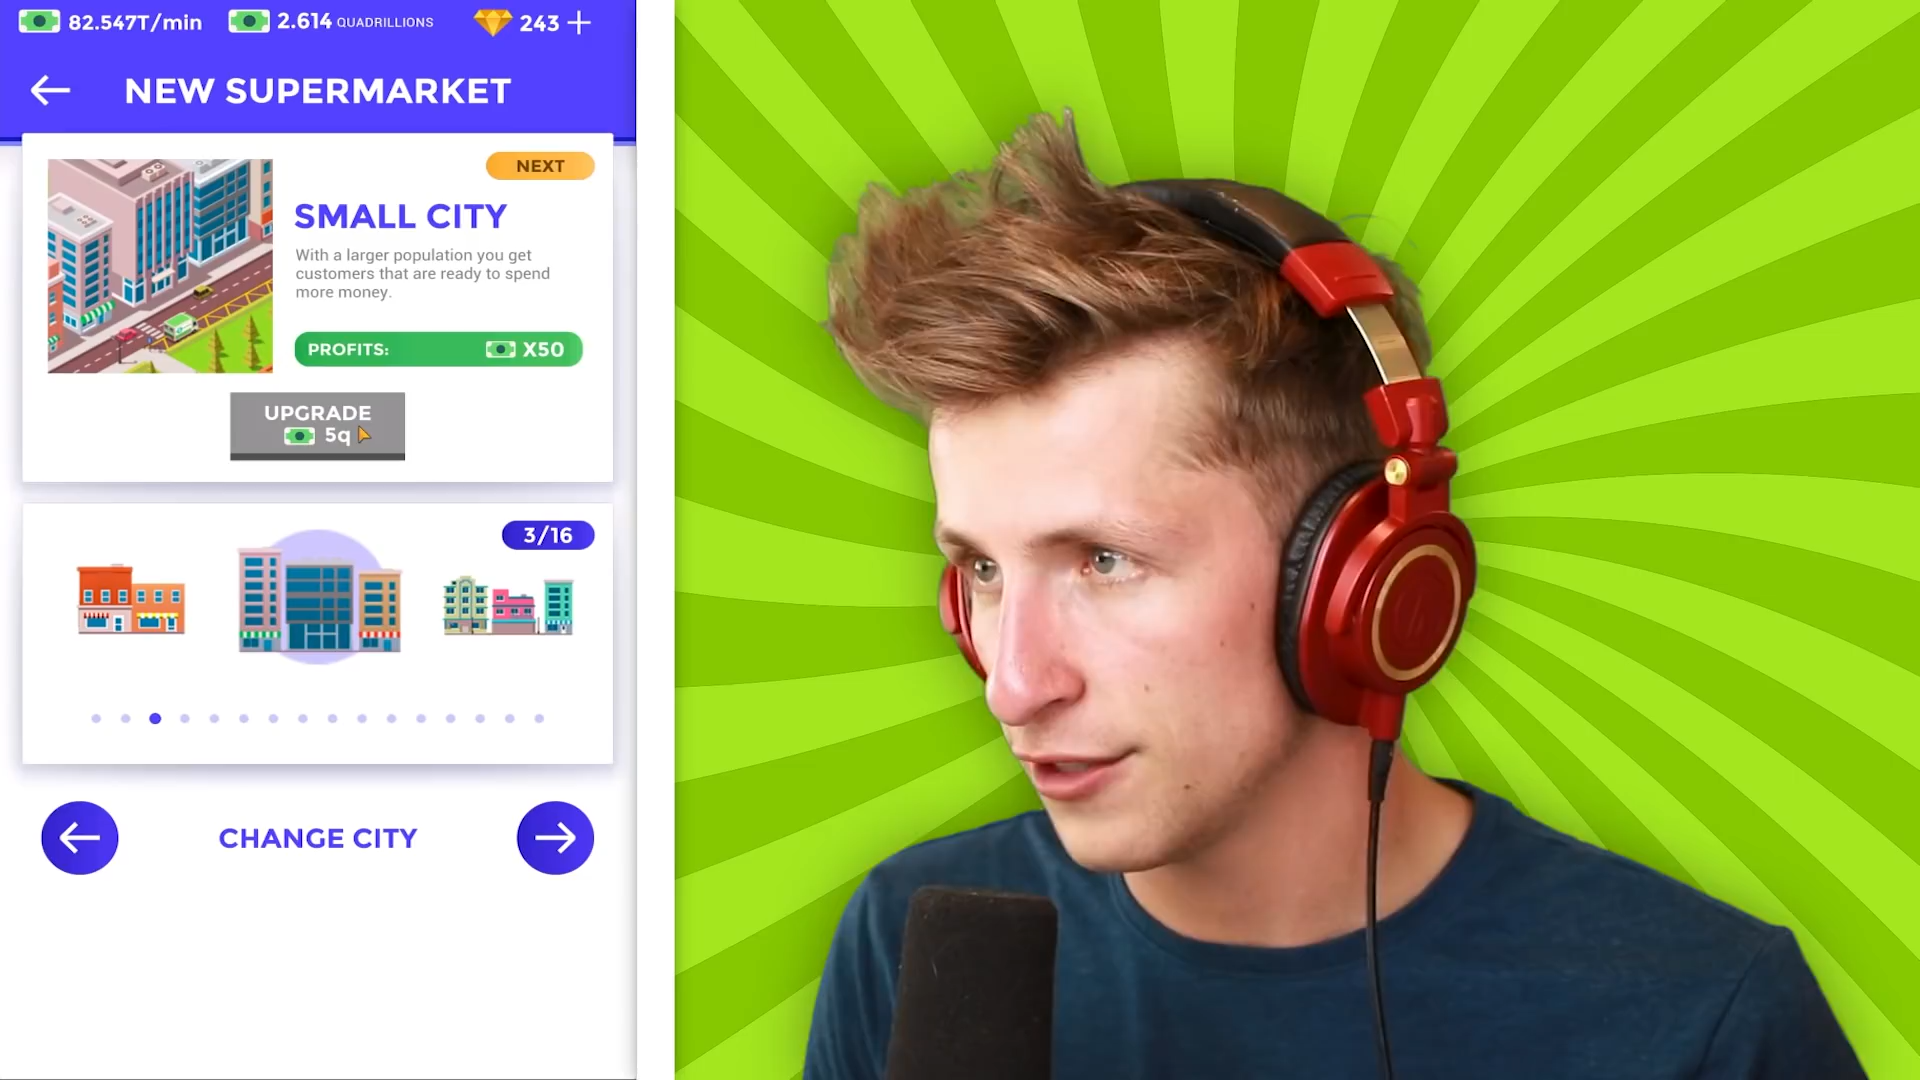 82.547T/min 2.614 QUADRILLIONS 243 +
NEW SUPERMARKET
NEXT
SMALL CITY
With a larger population you get
customers that are ready to spend
more money.
PROFITS: X50
UPGRADE
5q
3/16
CHANGE CITY